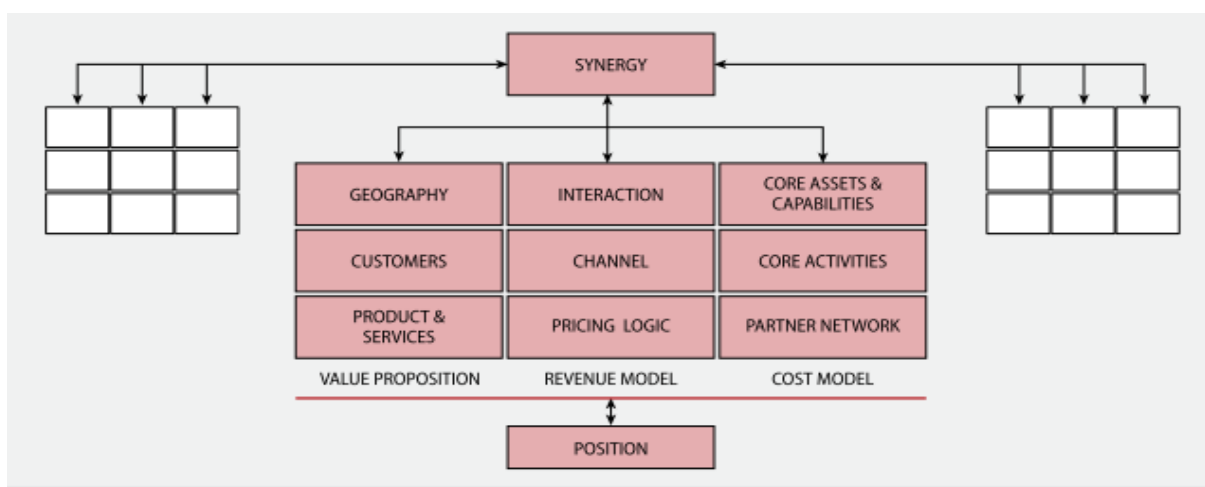 SYNERGY
GEOGRAPHY
INTERACTION
CORE ASSETS &
CAPABILITIES
CUSTOMERS
CHANNEL
CORE ACTIVITIES
PRODUCT &
SERVICES
PRICING LOGIC
PARTNER NETWORK
VALUE PROPOSITION
REVENUE MODEL
COST MODEL
POSITION